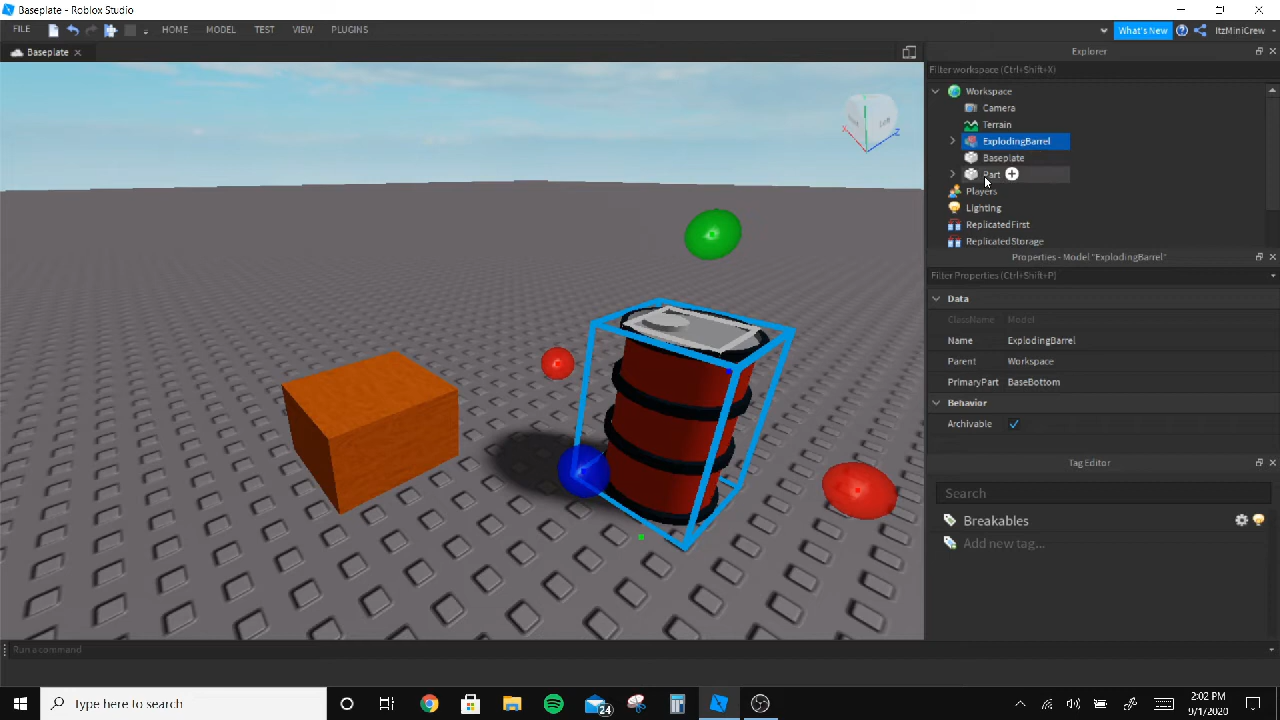 Baseplate - Roblox Studio
FILE HOME MODEL TEST VIEW PLUGINS What's New ItzMiniCrew
Baseplate
Explorer
Filter workspace (Ctrl+Shift+X)
Workspace
Camera
Terrain
ExplodingBarrel
Baseplate
Part
Players
Lighting
ReplicatedFirst
ReplicatedStorage
Properties - Model "ExplodingBarrel"
Filter Properties (Ctrl+Shift+P)
Data
ClassName Model
Name ExplodingBarrel
Parent Workspace
PrimaryPart BaseBottom
Behavior
Archivable
Tag Editor
Search
Breakables
Add new tag...
Run a command
Type here to search
24
2:02 PM
9/1/2020